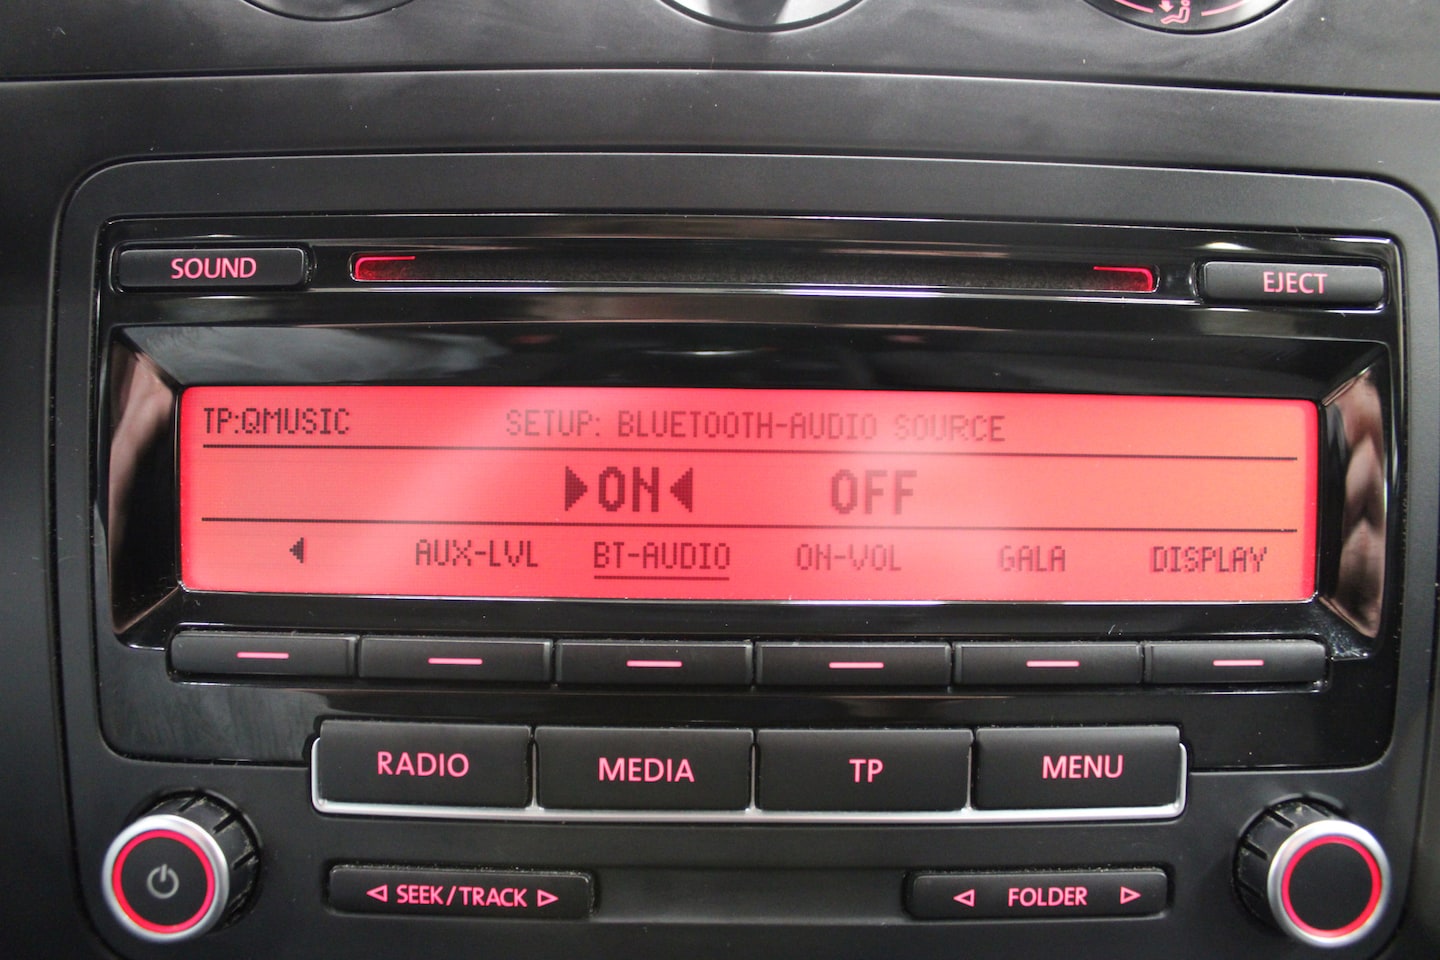 SOUND
EJECT
TP:QMUSIC SETUP: BLUETOOTH-AUDIO SOURCE
ON OFF
AUX-LVL BT-AUDIO ON-VOL GALA DISPLAY
RADIO MEDIA TP MENU
SEEK/TRACK FOLDER